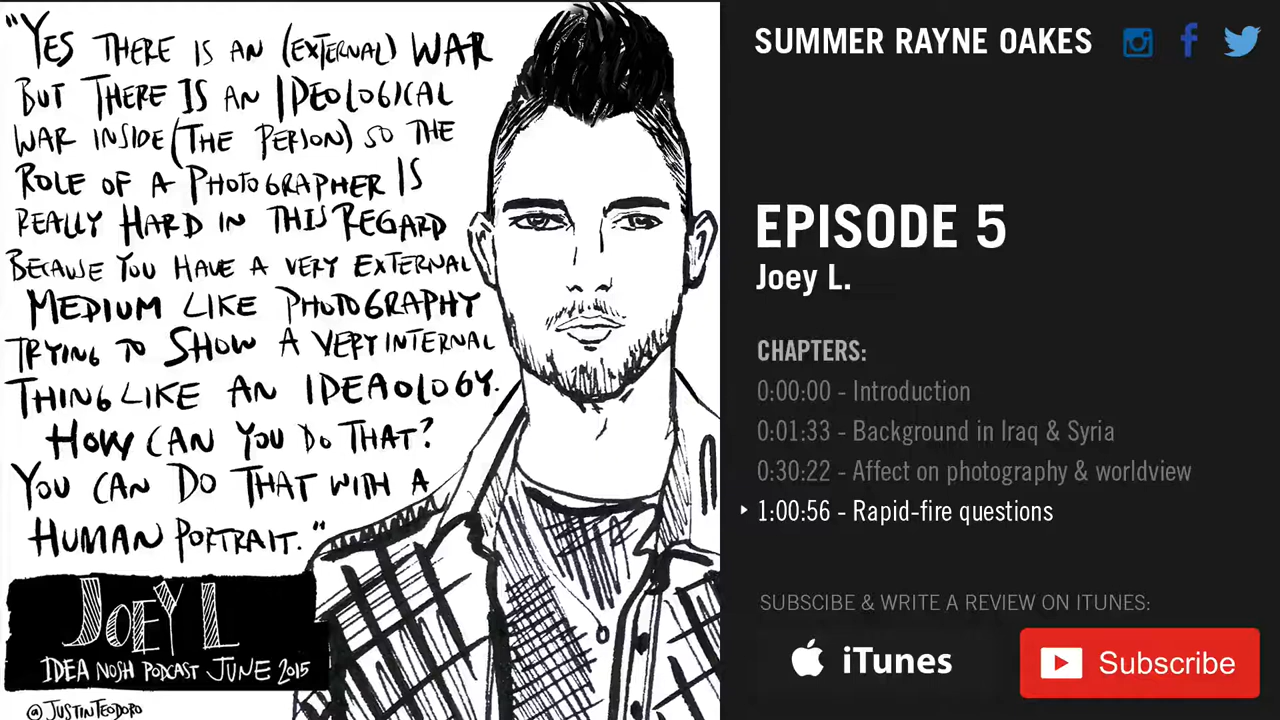 "YES THERE IS AN (EXTERNAL) WAR
BUT THERE IS AN IDEOLOGICAL
WAR INSIDE (THE PERSON) SO THE
ROLE OF A PHOTOGRAPHER IS
REALLY HARD IN THIS REGARD
BECAUSE YOU HAVE A VERY EXTERNAL
MEDIUM LIKE PHOTOGRAPHY
TRYING TO SHOW A VERY INTERNAL
THING LIKE AN IDEAOLOGY.
HOW CAN YOU DO THAT?
YOU CAN DO THAT WITH A
HUMAN PORTRAIT."
JOEY L
IDEA NOSH PODCAST JUNE 2015
@JUSTINTEODORO
SUMMER RAYNE OAKES
EPISODE 5
Joey L.
CHAPTERS:
0:00:00 - Introduction
0:01:33 - Background in Iraq & Syria
0:30:22 - Affect on photography & worldview
1:00:56 - Rapid-fire questions
SUBSCIBE & WRITE A REVIEW ON ITUNES:
iTunes
Subscribe